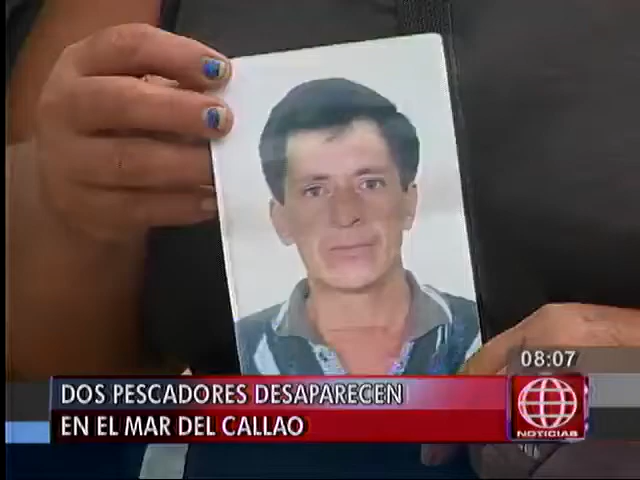 08:07
DOS PESCADORES DESAPARECEN
EN EL MAR DEL CALLAO
NOTICIAS